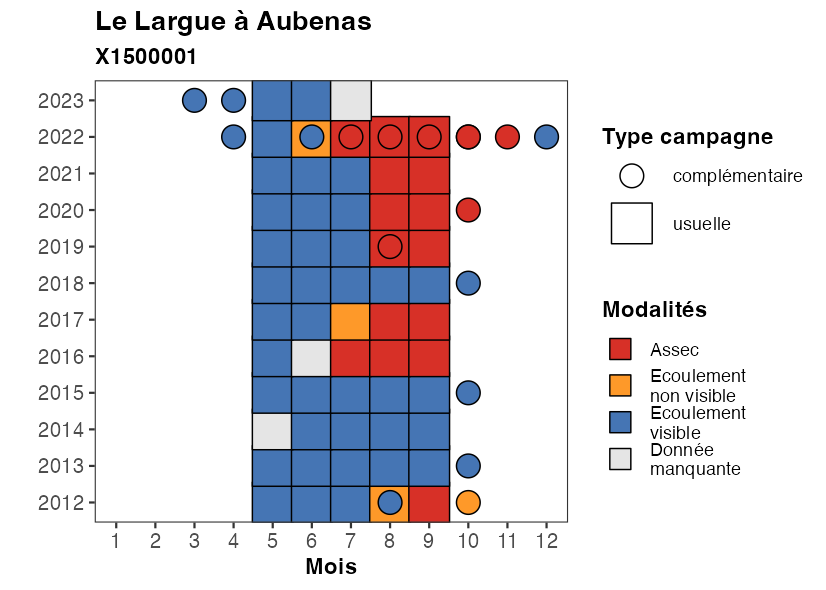 Le Largue à Aubenas
X1500001
2023
2022
2021
2020
2019
2018
2017
2016
2015
2014
2013
2012
1 2 3 4 5 6 7 8 9 10 11 12
Mois
Type campagne
complémentaire
usuelle
Modalités
Assec
Ecoulement
non visible
Ecoulement
visible
Donnée
manquante